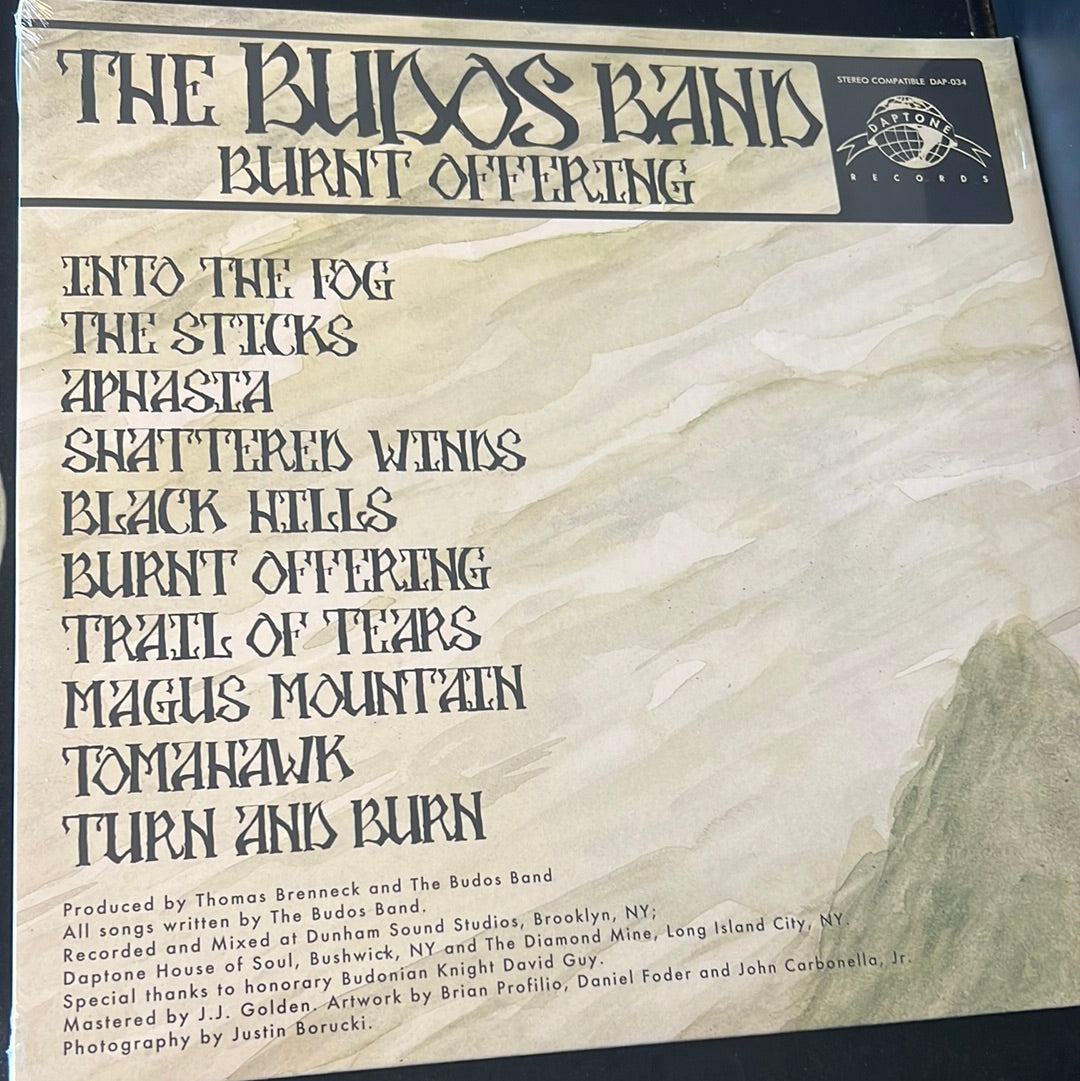 THE BUDOS BAND
BURNT OFFERING
STEREO COMPATIBLE DAP-034
DAPTONE
RECORDS
INTO THE FOG
THE STICKS
APHASIA
SHATTERED WINDS
BLACK HILLS
BURNT OFFERING
TRAIL OF TEARS
MAGUS MOUNTAIN
TOMAHAWK
TURN AND BURN
Produced by Thomas Brenneck and The Budos Band
All songs written by The Budos Band.
Recorded and Mixed at Dunham Sound Studios, Brooklyn, NY;
Daptone House of Soul, Bushwick, NY and The Diamond Mine, Long Island City, NY.
Special thanks to honorary Budonian Knight David Guy.
Mastered by J.J. Golden. Artwork by Brian Profilio, Daniel Foder and John Carbonella, Jr.
Photography by Justin Borucki.